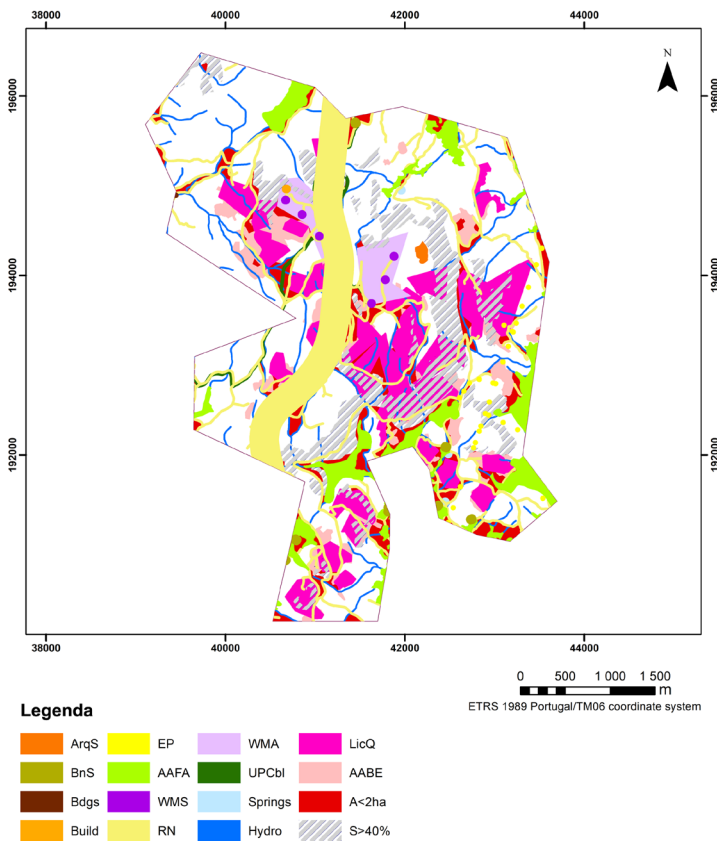 38000 40000 42000 44000
N
196000 196000
194000 194000
192000 192000
38000 40000 42000 44000
0 500 1 000 1 500
m
ETRS 1989 Portugal/TM06 coordinate system
Legenda
ArqS EP WMA LicQ
BnS AAFA UPCbl AABE
Bdgs WMS Springs A<2ha
Build RN Hydro S>40%